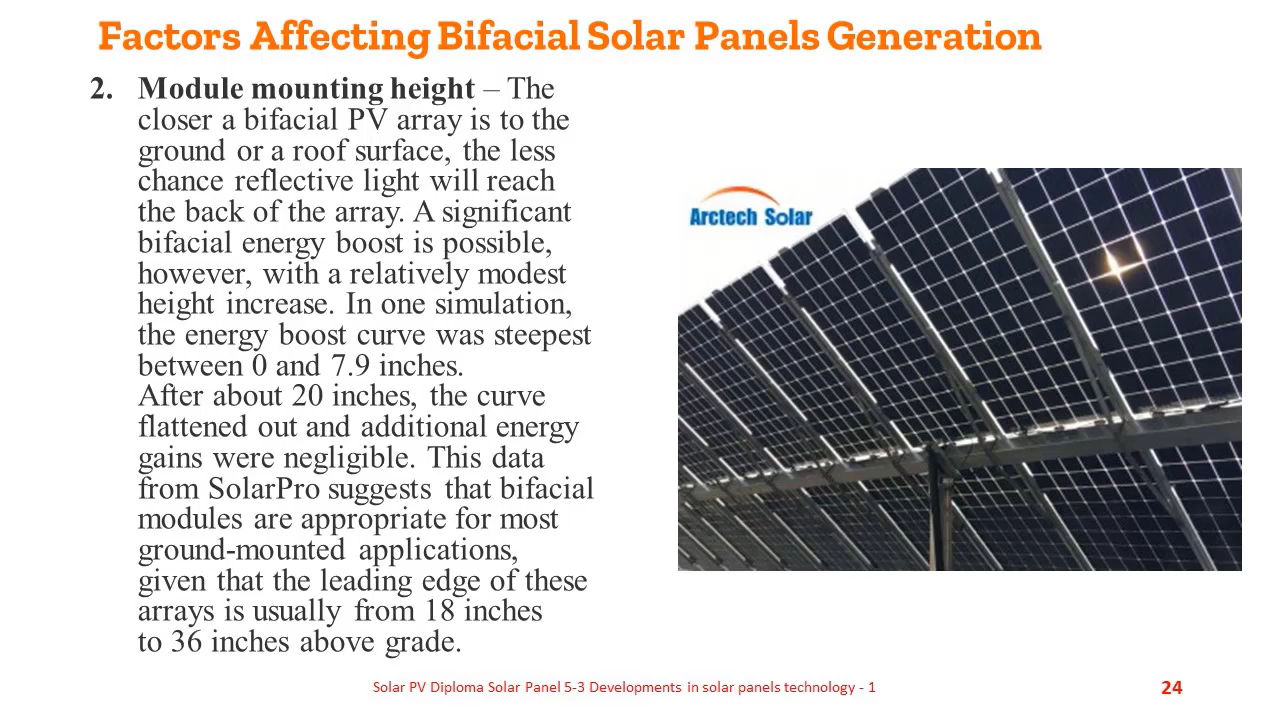 Factors Affecting Bifacial Solar Panels Generation
2. Module mounting height – The
closer a bifacial PV array is to the
ground or a roof surface, the less
chance reflective light will reach
the back of the array. A significant
bifacial energy boost is possible,
however, with a relatively modest
height increase. In one simulation,
the energy boost curve was steepest
between 0 and 7.9 inches.
After about 20 inches, the curve
flattened out and additional energy
gains were negligible. This data
from SolarPro suggests that bifacial
modules are appropriate for most
ground-mounted applications,
given that the leading edge of these
arrays is usually from 18 inches
to 36 inches above grade.
Arctech Solar
Solar PV Diploma Solar Panel 5-3 Developments in solar panels technology - 1
24